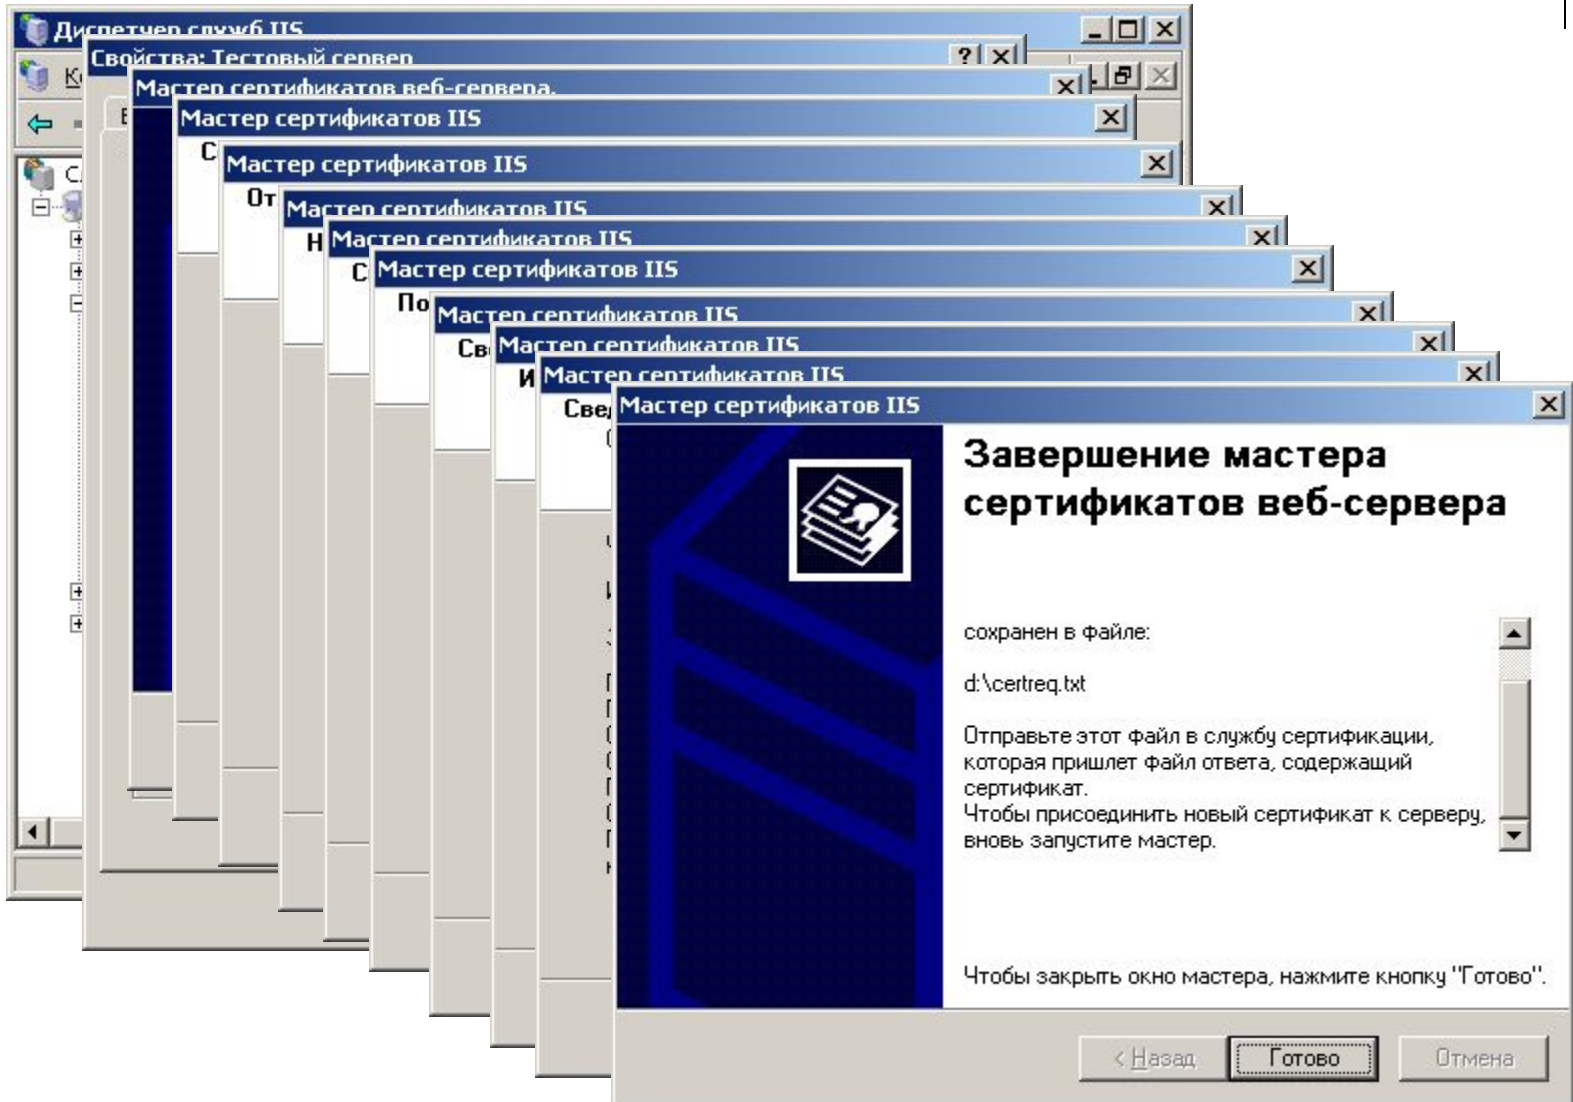 Диспетчер служб IIS
Свойства: Тестовый сервер
Мастер сертификатов веб-сервера.
Мастер сертификатов IIS
Мастер сертификатов IIS
Мастер сертификатов IIS
Мастер сертификатов IIS
Мастер сертификатов IIS
Мастер сертификатов IIS
Мастер сертификатов IIS
Мастер сертификатов IIS
Мастер сертификатов IIS
Завершение мастера
сертификатов веб-сервера
сохранен в файле:
d:\certreq.txt
Отправьте этот файл в службу сертификации,
которая пришлет файл ответа, содержащий
сертификат.
Чтобы присоединить новый сертификат к серверу,
вновь запустите мастер.
Чтобы закрыть окно мастера, нажмите кнопку "Готово".
< Назад Готово Отмена